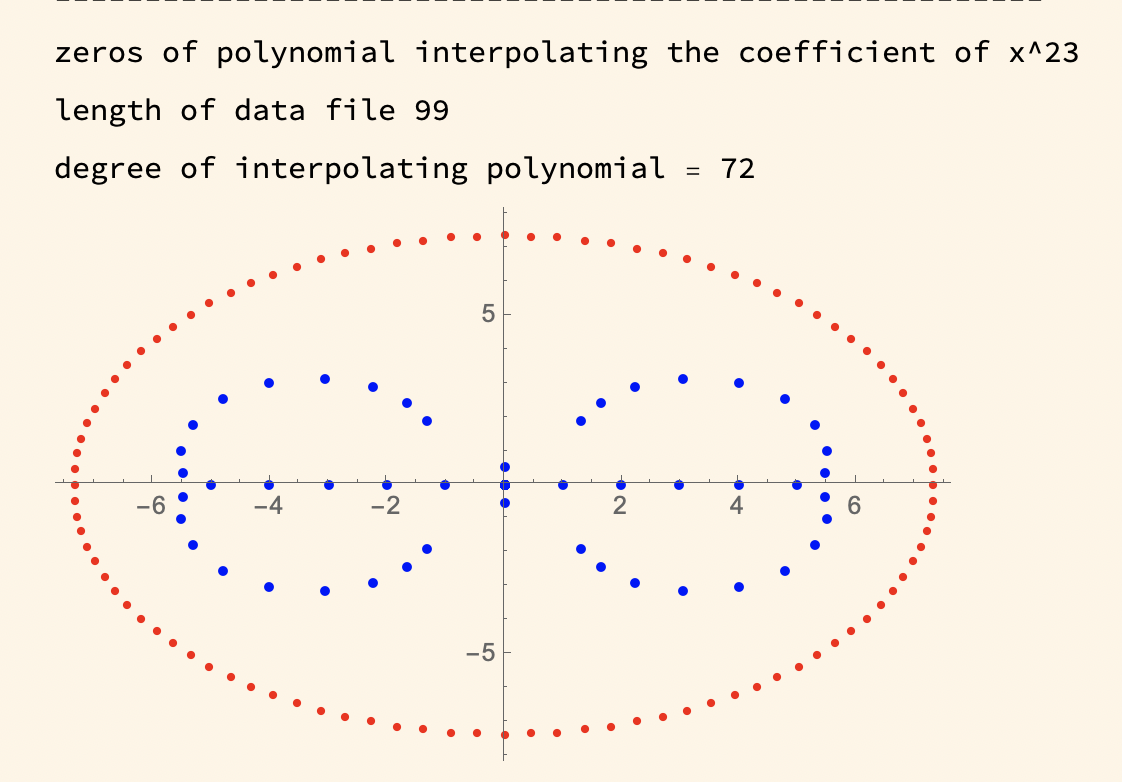 zeros of polynomial interpolating the coefficient of x^23
length of data file 99
degree of interpolating polynomial = 72
5
−6 −4 −2 2 4 6
−5